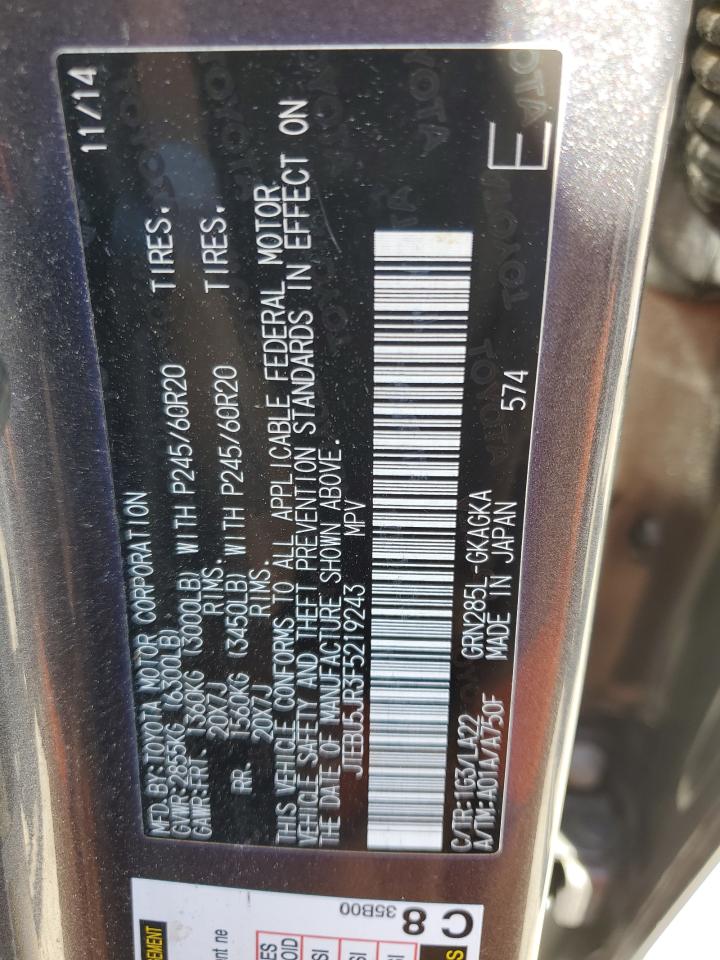 11/14
MFD.BY:TOYOTA MOTOR CORPORATION
GVWR:2855KG (6300LB)
GAWR:FRT. 1360KG (3000LB) WITH P245/60R20 TIRES.
20X7J RIMS.
RR. 1560KG (3450LB) WITH P245/60R20 TIRES.
20X7J RIMS.
THIS VEHICLE CONFORMS TO ALL APPLICABLE FEDERAL MOTOR
VEHICLE SAFETY AND THEFT PREVENTION STANDARDS IN EFFECT ON
THE DATE OF MANUFACTURE SHOWN ABOVE.
JTEBU5JR3F5219243 MPV
C/TR:1G3/LA22 GRN285L-GKAGKA
A/TM:A01A/A750F MADE IN JAPAN 574
E
C 8
35B00